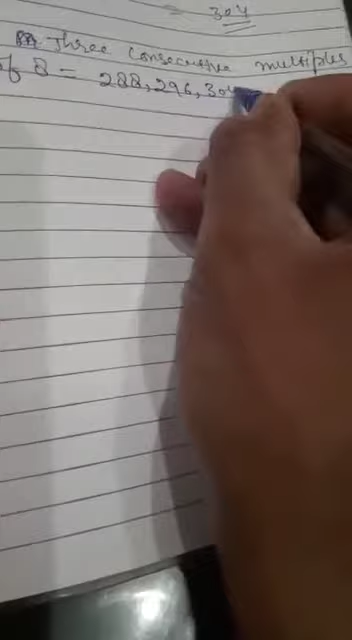 304
Three consecutive multiples
of 8 = 288, 296, 304